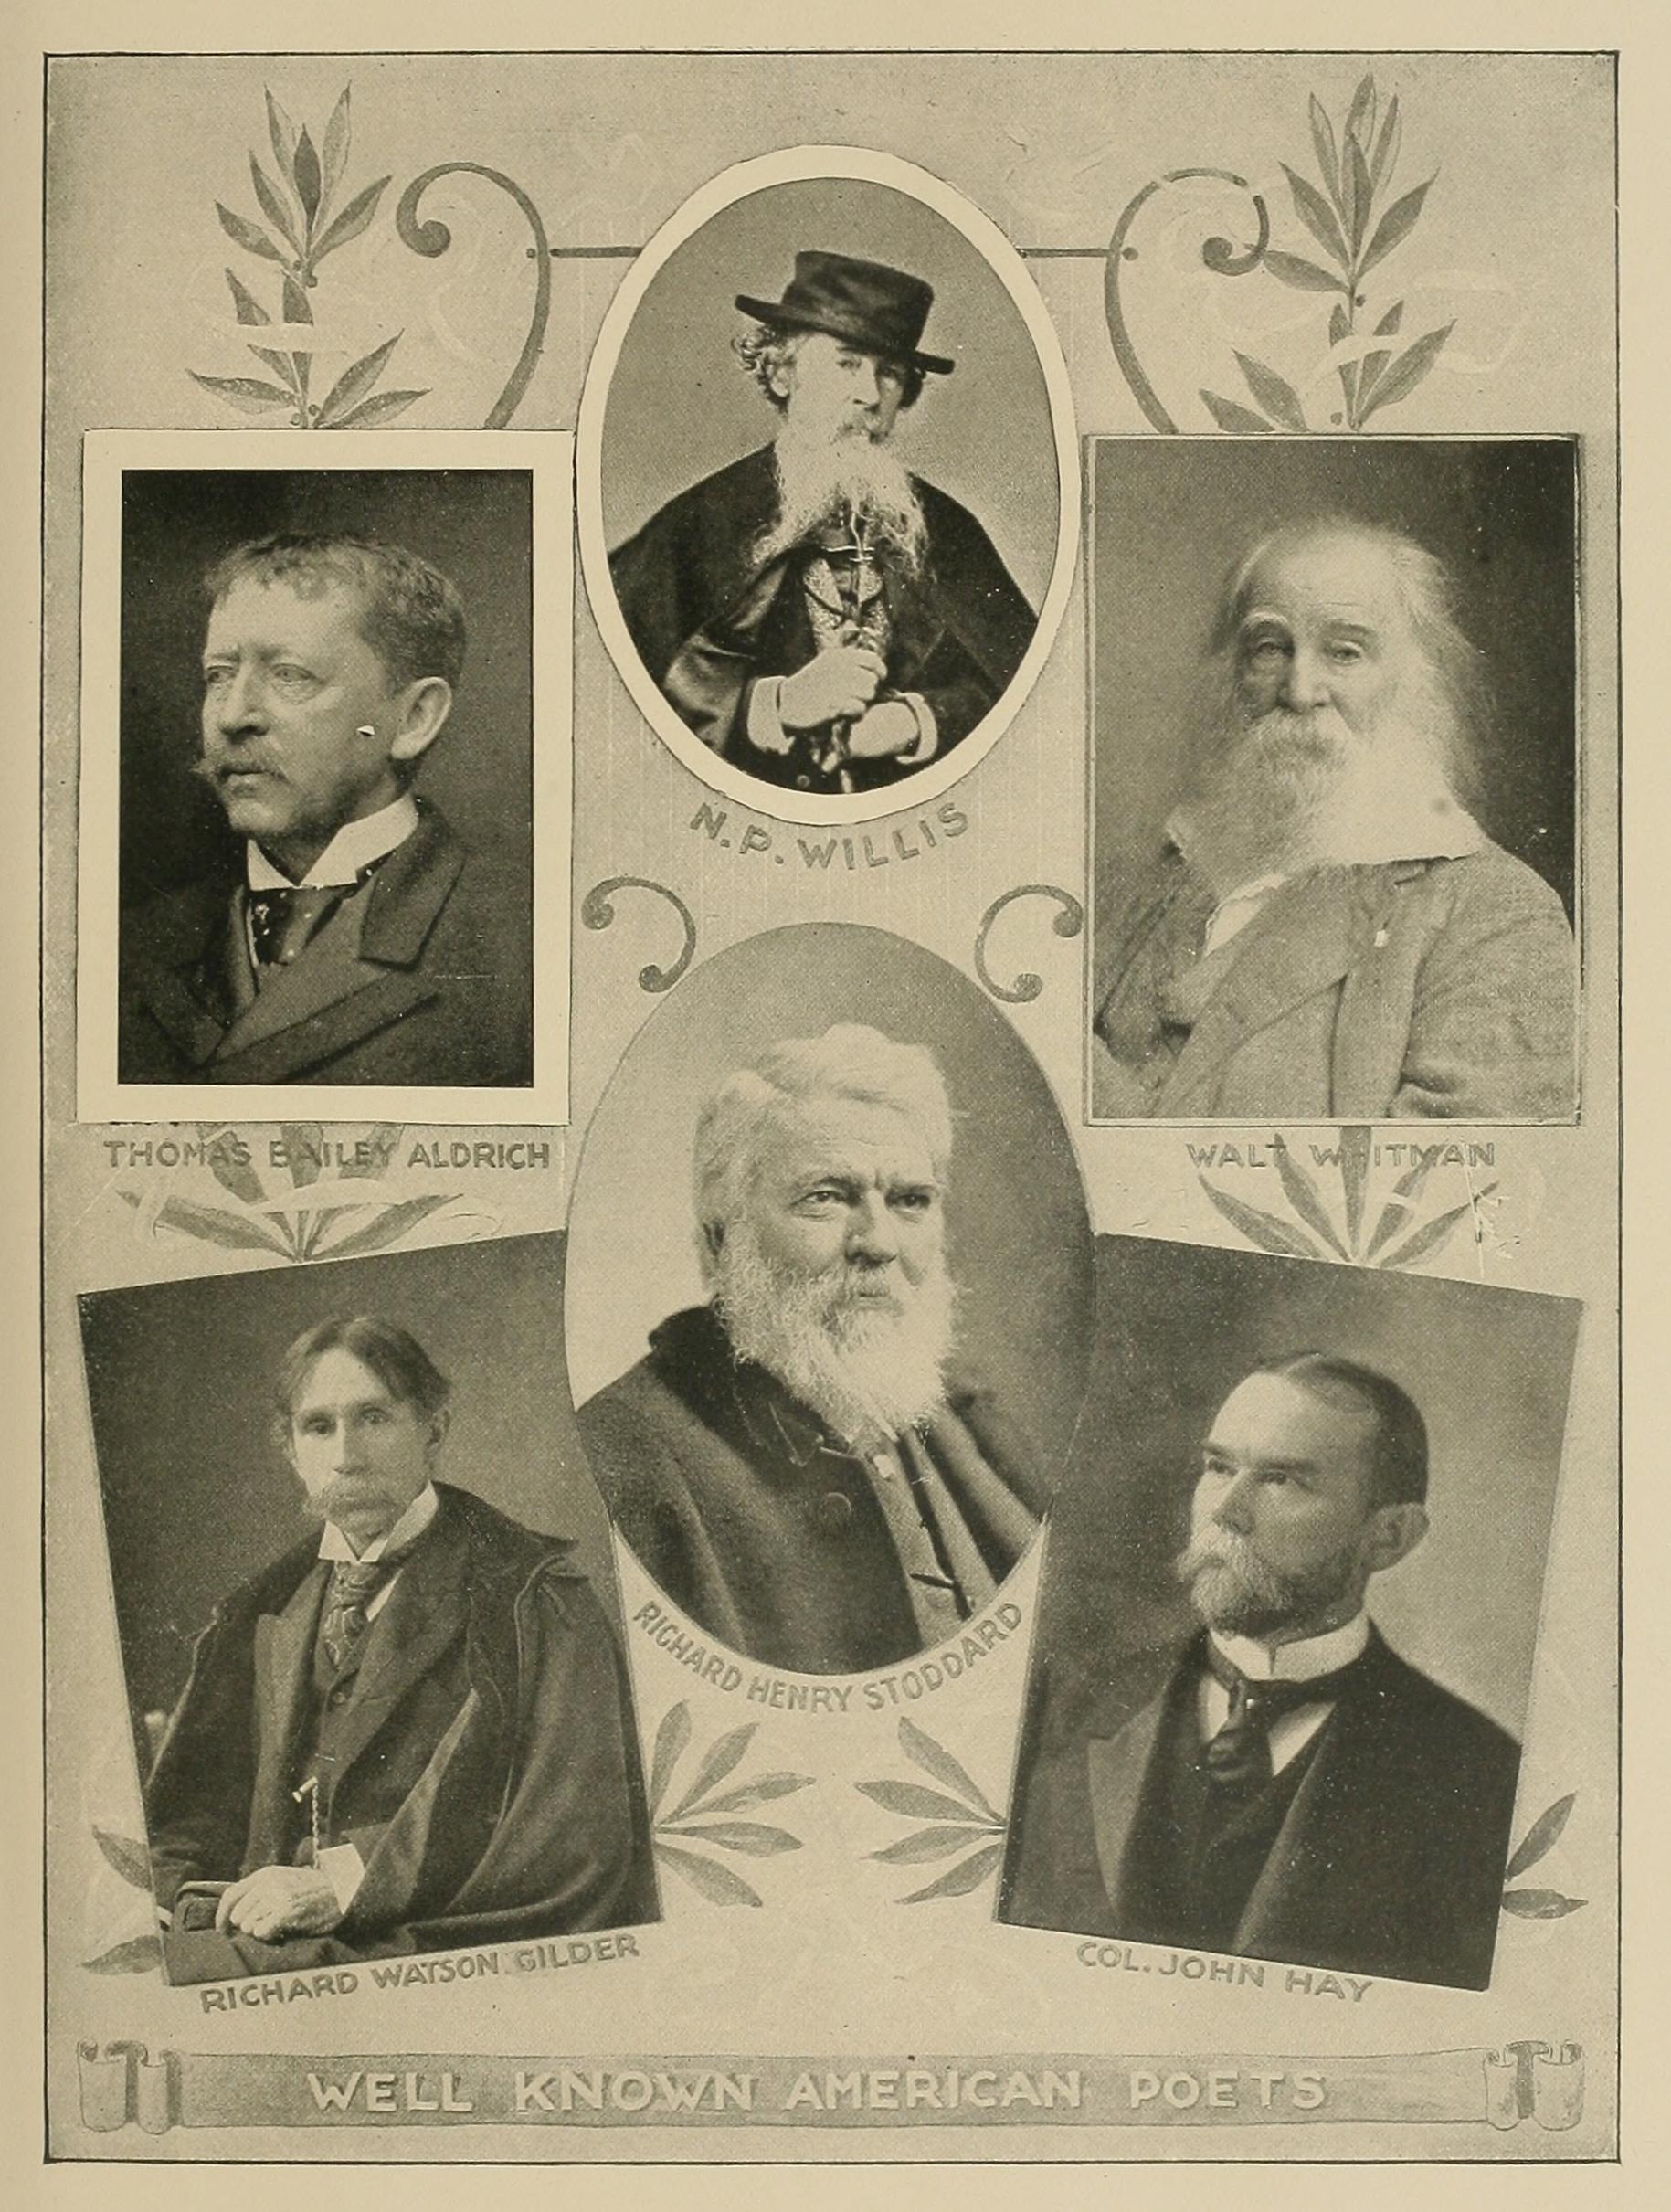 N.P. WILLIS
THOMAS BAILEY ALDRICH
WALT WHITMAN
RICHARD HENRY STODDARD
RICHARD WATSON GILDER
COL. JOHN HAY
WELL KNOWN AMERICAN POETS